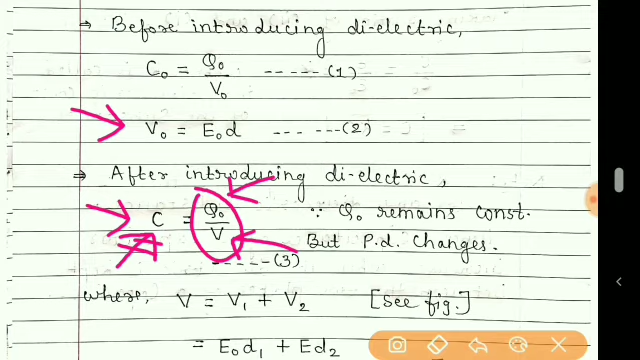 ⇒ Before introducing di-electric,
C₀ = Q₀/V₀ -----(1)
V₀ = E₀d --- ---(2)
⇒ After introducing di-electric,
C = Q₀/V ∵ Q₀ remains const.
But P.d. Changes.
-----(3)
where, V = V₁ + V₂ [See fig.]
= E₀d₁ + Ed₂